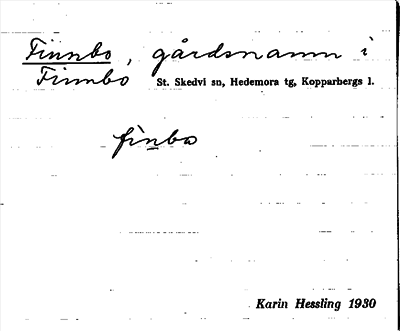 Finnbo, gårdsnamn i
Finnbo St. Skedvi sn, Hedemora tg, Kopparbergs l.
finbo
Karin Hessling 1930